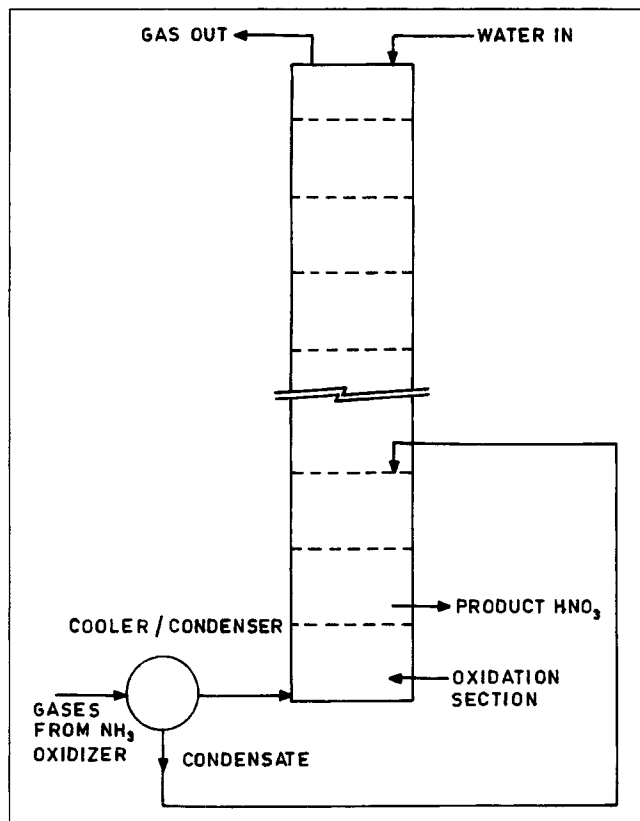 GAS OUT
WATER IN
PRODUCT HNO₃
COOLER / CONDENSER
OXIDATION
SECTION
GASES
FROM NH₃
OXIDIZER
CONDENSATE